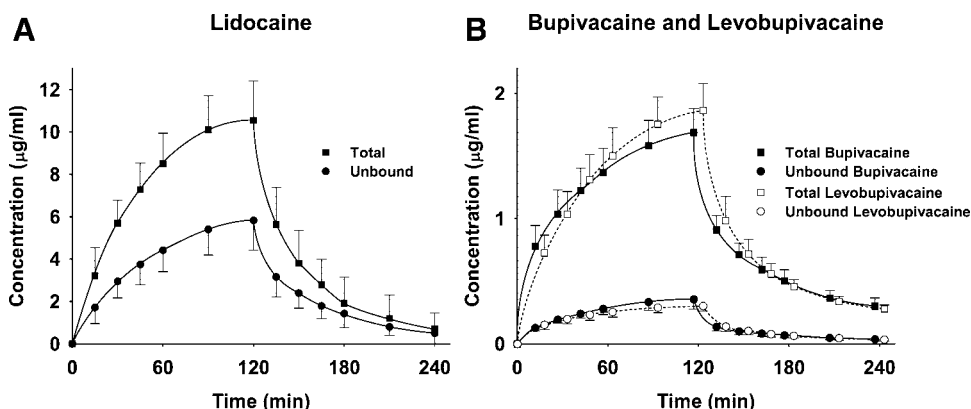 A
Lidocaine
Concentration (µg/ml)
12
10
8
6
4
2
0
Total
Unbound
0
60
120
180
240
Time (min)
B
Bupivacaine and Levobupivacaine
Concentration (µg/ml)
2
1
0
Total Bupivacaine
Unbound Bupivacaine
Total Levobupivacaine
Unbound Levobupivacaine
0
60
120
180
240
Time (min)